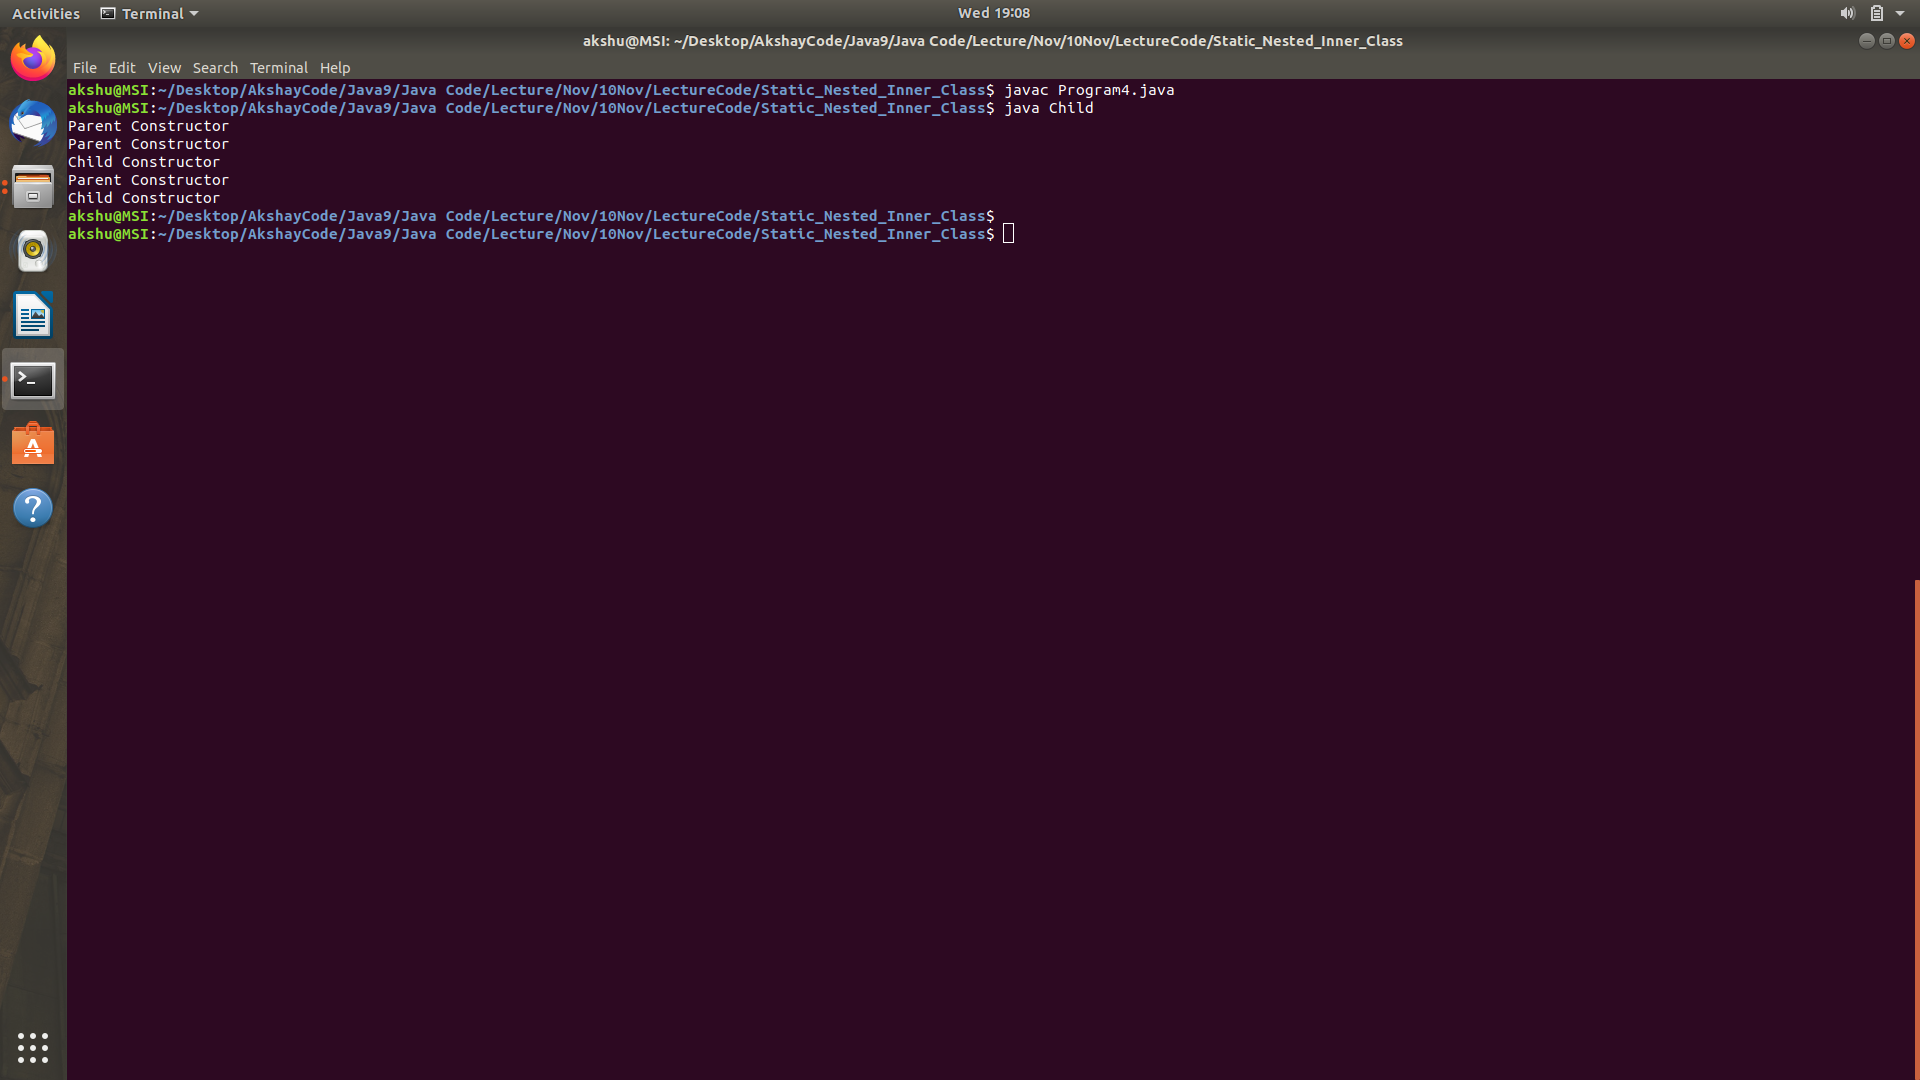 Activities Terminal Wed 19:08
akshu@MSI: ~/Desktop/AkshayCode/Java9/Java Code/Lecture/Nov/10Nov/LectureCode/Static_Nested_Inner_Class
File Edit View Search Terminal Help
akshu@MSI:~/Desktop/AkshayCode/Java9/Java Code/Lecture/Nov/10Nov/LectureCode/Static_Nested_Inner_Class$ javac Program4.java
akshu@MSI:~/Desktop/AkshayCode/Java9/Java Code/Lecture/Nov/10Nov/LectureCode/Static_Nested_Inner_Class$ java Child
Parent Constructor
Parent Constructor
Child Constructor
Parent Constructor
Child Constructor
akshu@MSI:~/Desktop/AkshayCode/Java9/Java Code/Lecture/Nov/10Nov/LectureCode/Static_Nested_Inner_Class$
akshu@MSI:~/Desktop/AkshayCode/Java9/Java Code/Lecture/Nov/10Nov/LectureCode/Static_Nested_Inner_Class$